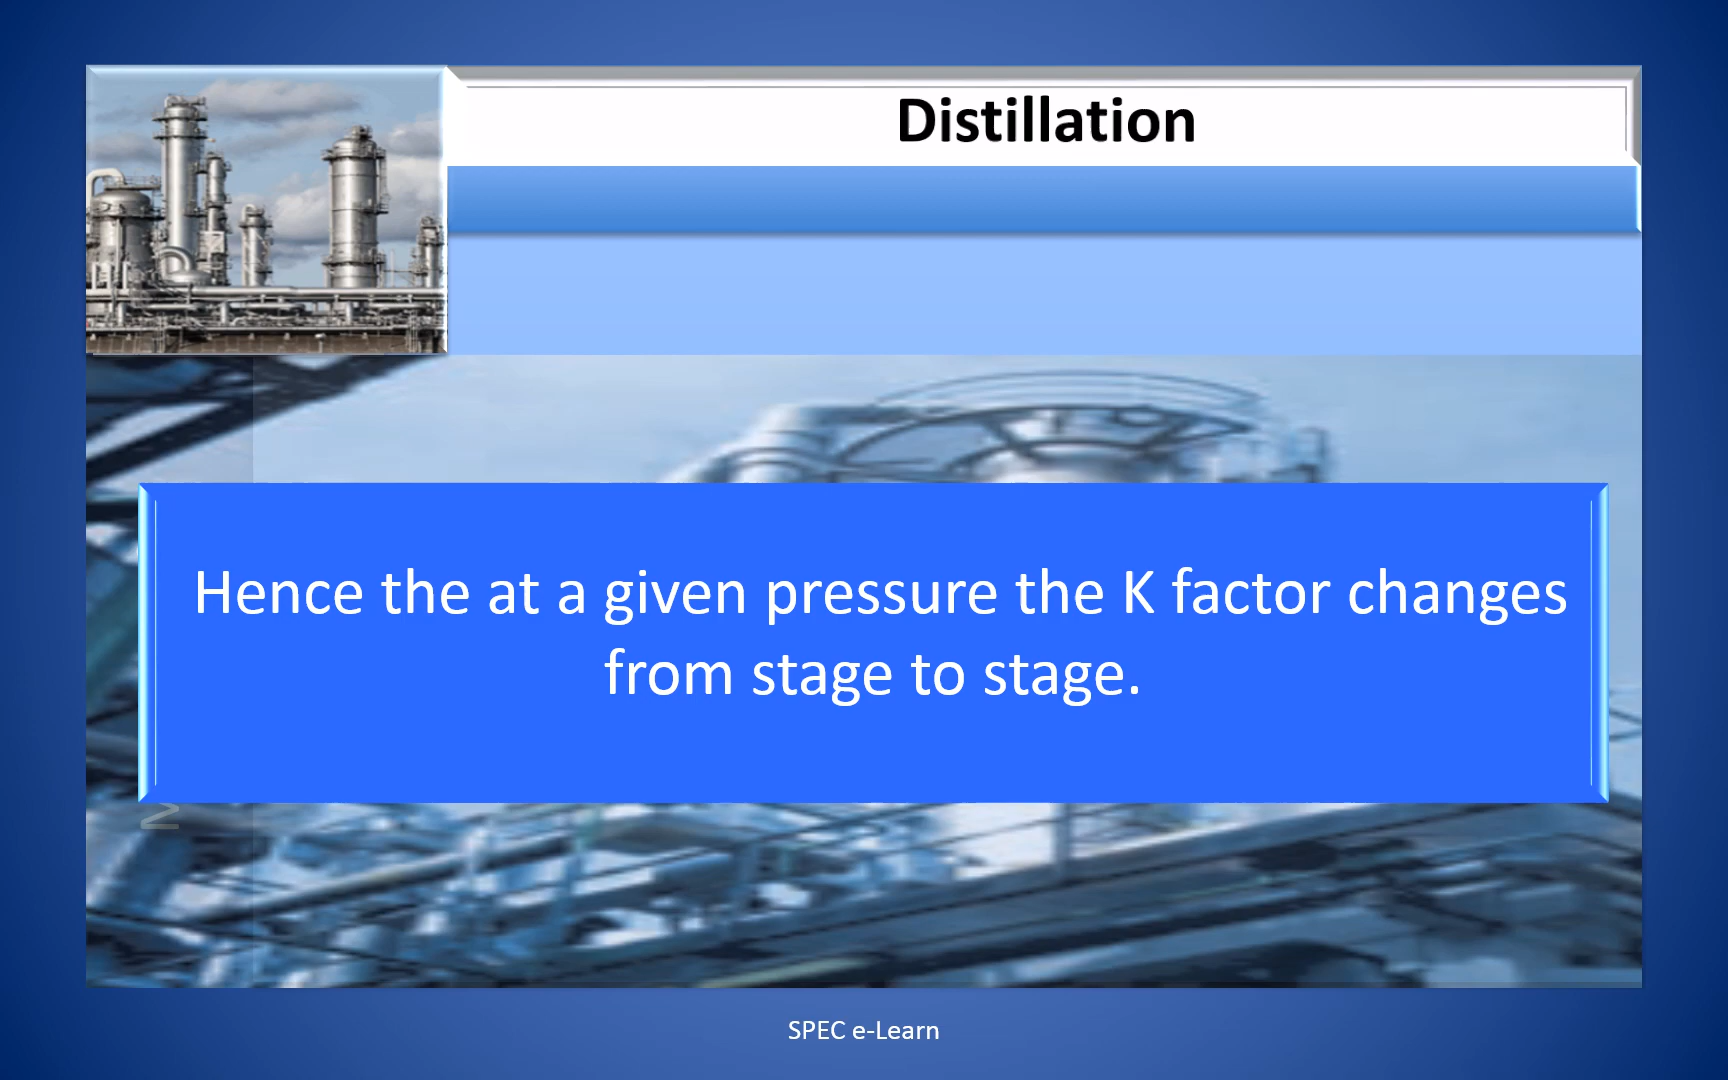 Distillation
Hence the at a given pressure the K factor changes
from stage to stage.
M
SPEC e-Learn